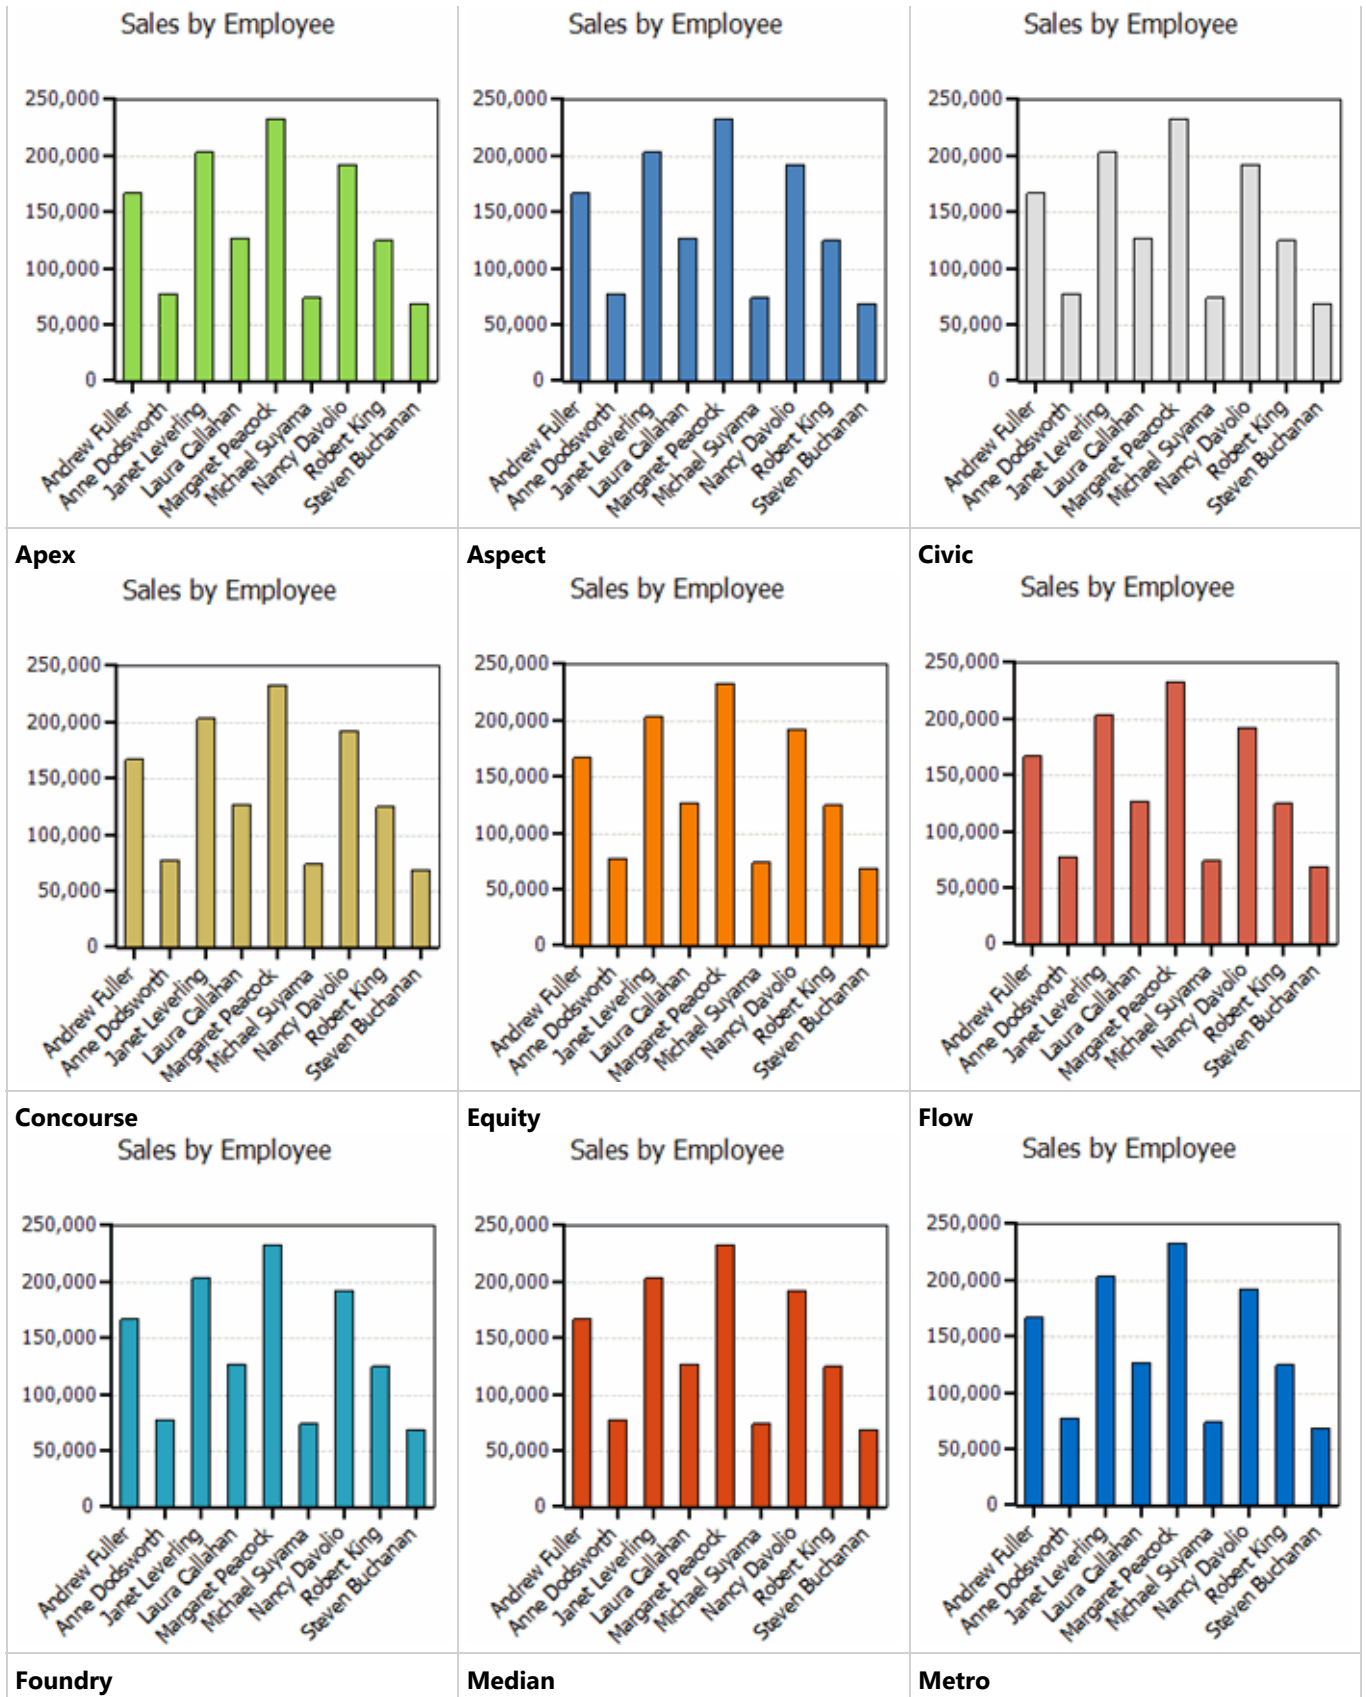 Sales by Employee
250,000
200,000
150,000
100,000
50,000
0
Andrew Fuller
Anne Dodsworth
Janet Leverling
Laura Callahan
Margaret Peacock
Michael Suyama
Nancy Davolio
Robert King
Steven Buchanan
Sales by Employee
250,000
200,000
150,000
100,000
50,000
0
Andrew Fuller
Anne Dodsworth
Janet Leverling
Laura Callahan
Margaret Peacock
Michael Suyama
Nancy Davolio
Robert King
Steven Buchanan
Sales by Employee
250,000
200,000
150,000
100,000
50,000
0
Andrew Fuller
Anne Dodsworth
Janet Leverling
Laura Callahan
Margaret Peacock
Michael Suyama
Nancy Davolio
Robert King
Steven Buchanan
Apex
Sales by Employee
250,000
200,000
150,000
100,000
50,000
0
Andrew Fuller
Anne Dodsworth
Janet Leverling
Laura Callahan
Margaret Peacock
Michael Suyama
Nancy Davolio
Robert King
Steven Buchanan
Aspect
Sales by Employee
250,000
200,000
150,000
100,000
50,000
0
Andrew Fuller
Anne Dodsworth
Janet Leverling
Laura Callahan
Margaret Peacock
Michael Suyama
Nancy Davolio
Robert King
Steven Buchanan
Civic
Sales by Employee
250,000
200,000
150,000
100,000
50,000
0
Andrew Fuller
Anne Dodsworth
Janet Leverling
Laura Callahan
Margaret Peacock
Michael Suyama
Nancy Davolio
Robert King
Steven Buchanan
Concourse
Sales by Employee
250,000
200,000
150,000
100,000
50,000
0
Andrew Fuller
Anne Dodsworth
Janet Leverling
Laura Callahan
Margaret Peacock
Michael Suyama
Nancy Davolio
Robert King
Steven Buchanan
Equity
Sales by Employee
250,000
200,000
150,000
100,000
50,000
0
Andrew Fuller
Anne Dodsworth
Janet Leverling
Laura Callahan
Margaret Peacock
Michael Suyama
Nancy Davolio
Robert King
Steven Buchanan
Flow
Sales by Employee
250,000
200,000
150,000
100,000
50,000
0
Andrew Fuller
Anne Dodsworth
Janet Leverling
Laura Callahan
Margaret Peacock
Michael Suyama
Nancy Davolio
Robert King
Steven Buchanan
Foundry
Median
Metro